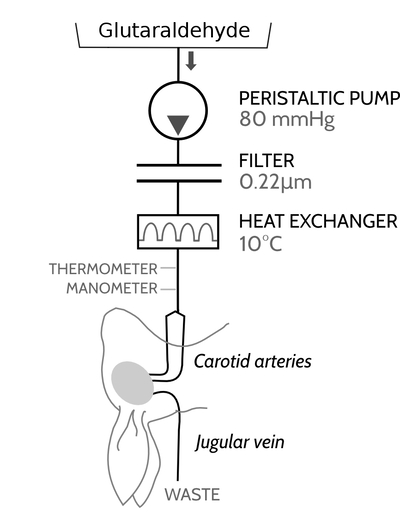 Glutaraldehyde
PERISTALTIC PUMP
80 mmHg
FILTER
0.22µm
HEAT EXCHANGER
10°C
THERMOMETER
MANOMETER
Carotid arteries
Jugular vein
WASTE